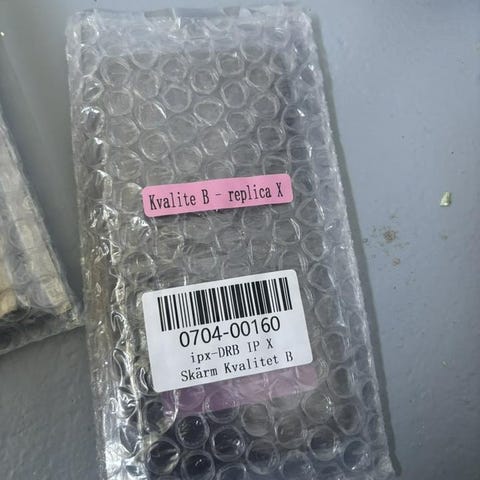 Kvalite B - replica X
0704-00160
ipx-DRB IP X
Skärm Kvalitet B